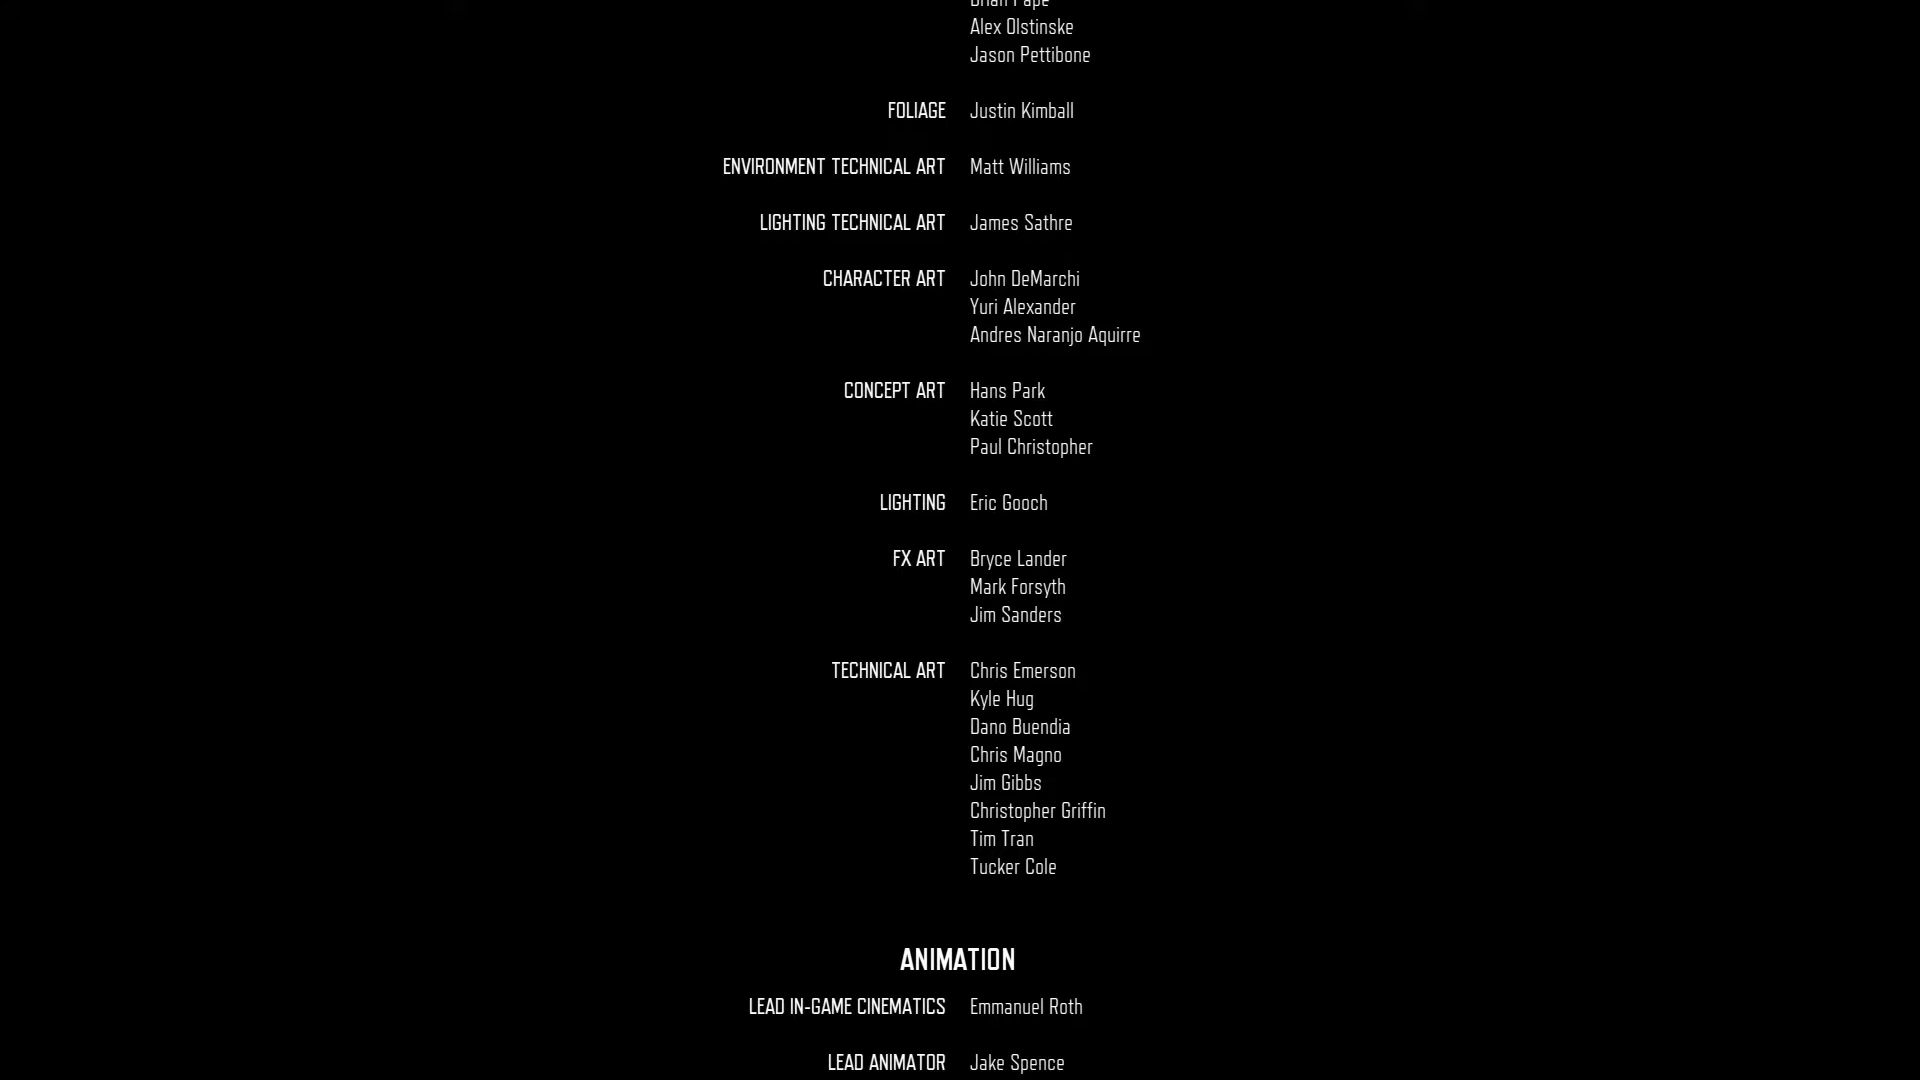 Brian Pape
Alex Olstinske
Jason Pettibone
FOLIAGE Justin Kimball
ENVIRONMENT TECHNICAL ART Matt Williams
LIGHTING TECHNICAL ART James Sathre
CHARACTER ART John DeMarchi
Yuri Alexander
Andres Naranjo Aquirre
CONCEPT ART Hans Park
Katie Scott
Paul Christopher
LIGHTING Eric Gooch
FX ART Bryce Lander
Mark Forsyth
Jim Sanders
TECHNICAL ART Chris Emerson
Kyle Hug
Dano Buendia
Chris Magno
Jim Gibbs
Christopher Griffin
Tim Tran
Tucker Cole
ANIMATION
LEAD IN-GAME CINEMATICS Emmanuel Roth
LEAD ANIMATOR Jake Spence